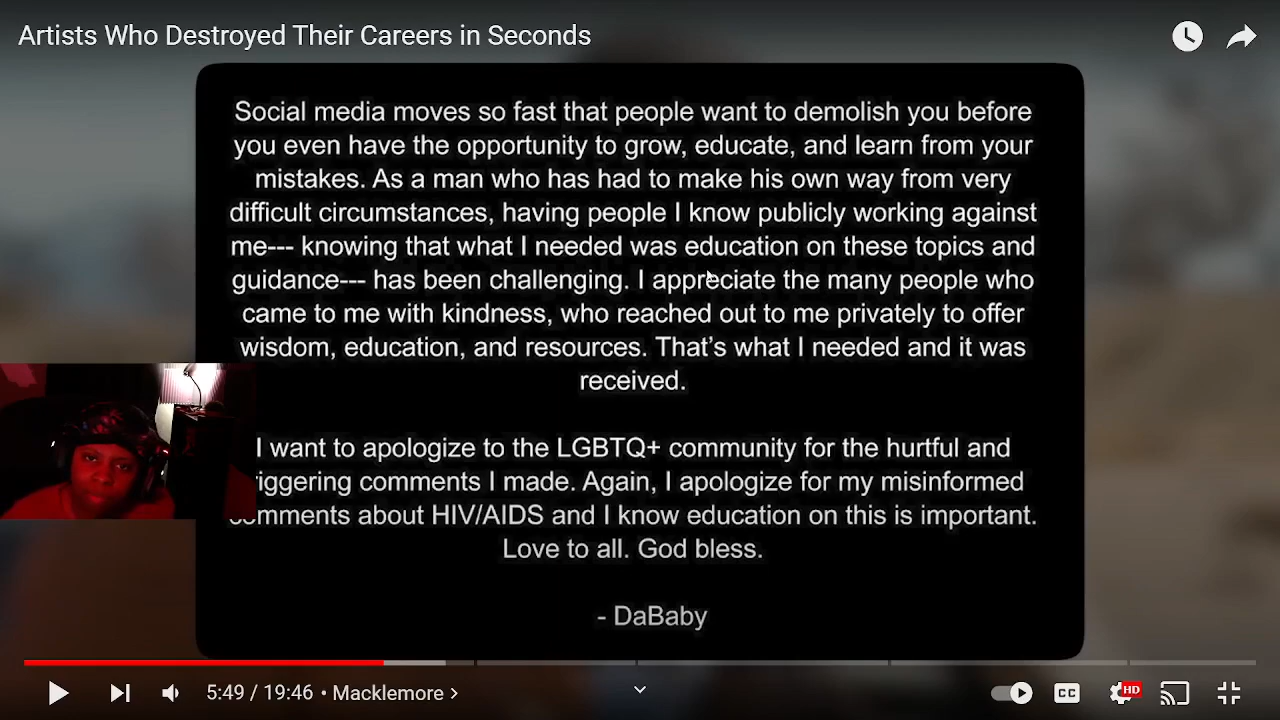 Artists Who Destroyed Their Careers in Seconds
Social media moves so fast that people want to demolish you before
you even have the opportunity to grow, educate, and learn from your
mistakes. As a man who has had to make his own way from very
difficult circumstances, having people I know publicly working against
me--- knowing that what I needed was education on these topics and
guidance--- has been challenging. I appreciate the many people who
came to me with kindness, who reached out to me privately to offer
wisdom, education, and resources. That's what I needed and it was
received.
I want to apologize to the LGBTQ+ community for the hurtful and
riggering comments I made. Again, I apologize for my misinformed
omments about HIV/AIDS and I know education on this is important.
Love to all. God bless.
- DaBaby
5:49 / 19:46 • Macklemore >
CC
HD